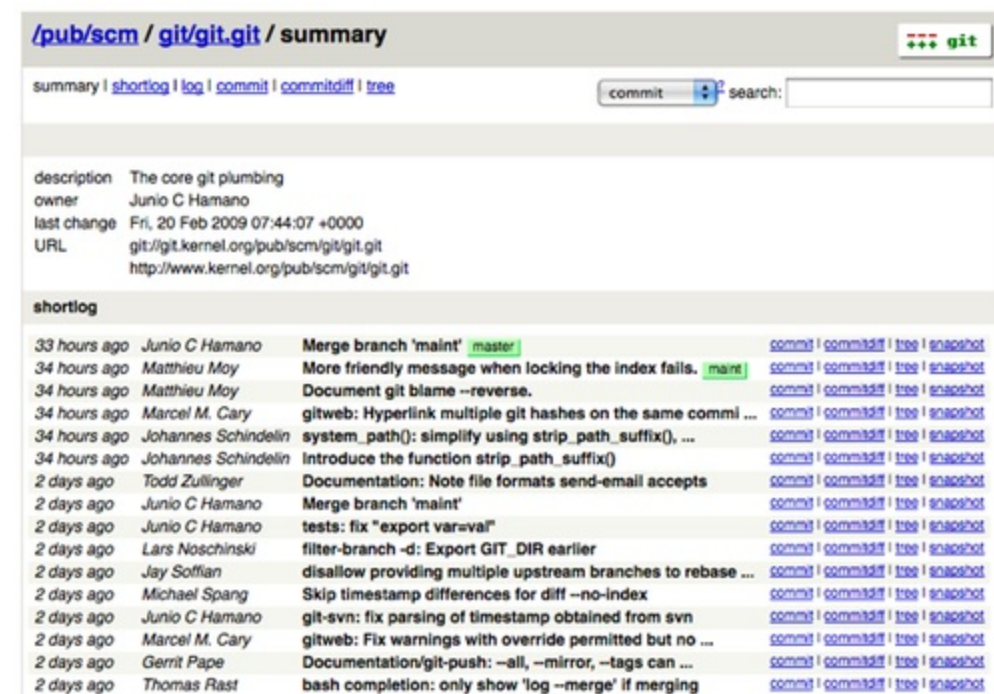 /pub/scm / git/git.git / summary
git
summary | shortlog | log | commit | commitdiff | tree
commit ? search:
description The core git plumbing
owner Junio C Hamano
last change Fri, 20 Feb 2009 07:44:07 +0000
URL git://git.kernel.org/pub/scm/git/git.git
http://www.kernel.org/pub/scm/git/git.git
shortlog
33 hours ago Junio C Hamano Merge branch 'maint' master commit | commitdiff | tree | snapshot
34 hours ago Matthieu Moy More friendly message when locking the index fails. maint commit | commitdiff | tree | snapshot
34 hours ago Matthieu Moy Document git blame --reverse. commit | commitdiff | tree | snapshot
34 hours ago Marcel M. Cary gitweb: Hyperlink multiple git hashes on the same commi ... commit | commitdiff | tree | snapshot
34 hours ago Johannes Schindelin system_path(): simplify using strip_path_suffix(), ... commit | commitdiff | tree | snapshot
34 hours ago Johannes Schindelin Introduce the function strip_path_suffix() commit | commitdiff | tree | snapshot
2 days ago Todd Zullinger Documentation: Note file formats send-email accepts commit | commitdiff | tree | snapshot
2 days ago Junio C Hamano Merge branch 'maint' commit | commitdiff | tree | snapshot
2 days ago Junio C Hamano tests: fix "export var=val" commit | commitdiff | tree | snapshot
2 days ago Lars Noschinski filter-branch -d: Export GIT_DIR earlier commit | commitdiff | tree | snapshot
2 days ago Jay Soffian disallow providing multiple upstream branches to rebase ... commit | commitdiff | tree | snapshot
2 days ago Michael Spang Skip timestamp differences for diff --no-index commit | commitdiff | tree | snapshot
2 days ago Junio C Hamano git-svn: fix parsing of timestamp obtained from svn commit | commitdiff | tree | snapshot
2 days ago Marcel M. Cary gitweb: Fix warnings with override permitted but no ... commit | commitdiff | tree | snapshot
2 days ago Gerrit Pape Documentation/git-push: --all, --mirror, --tags can ... commit | commitdiff | tree | snapshot
2 days ago Thomas Rast bash completion: only show 'log --merge' if merging commit | commitdiff | tree | snapshot